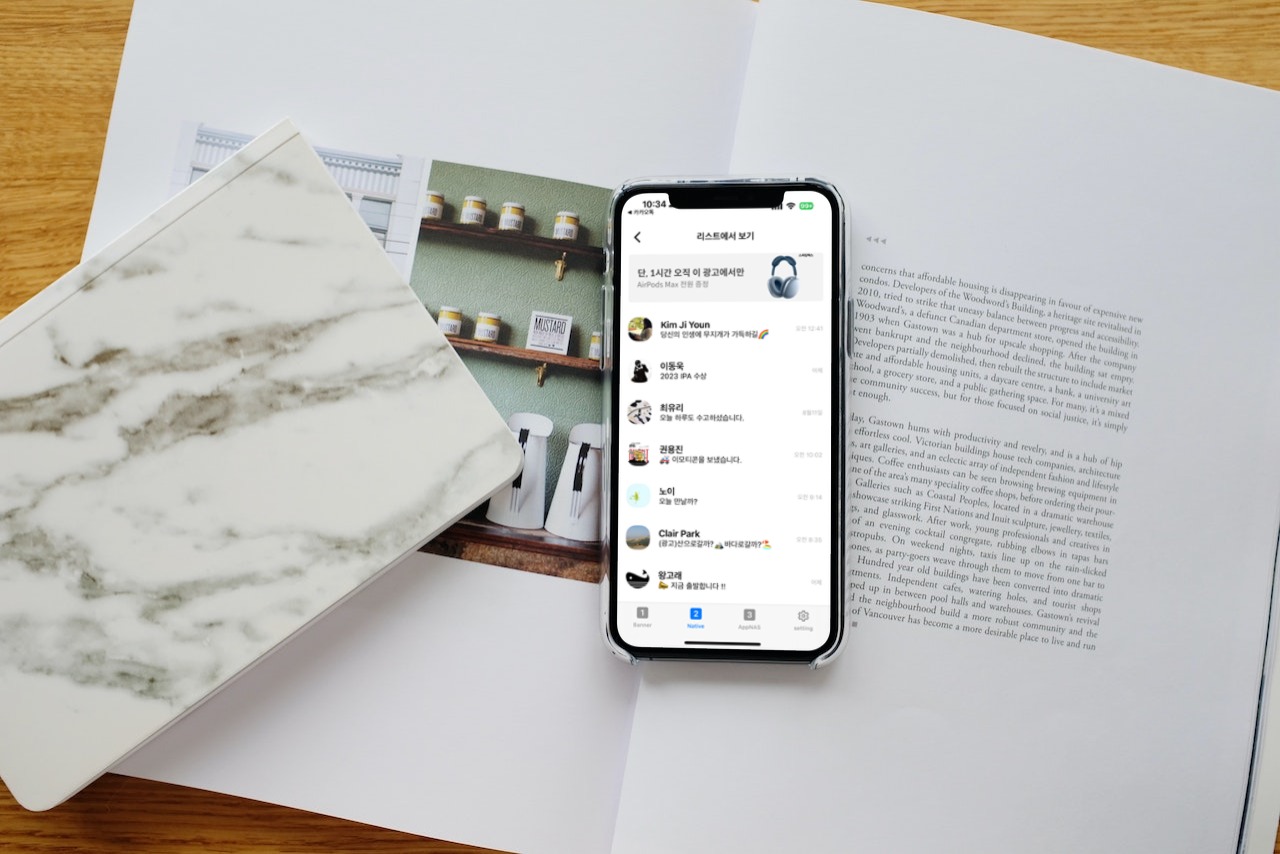 MUSTARD
MUSTARD
10:34
99+
카카오톡
리스트에서 보기
단, 1시간 오직 이 광고에서만
AirPods Max 전원 증정
Kim Ji Youn
오전 12:41
당신의 인생에 무지개가 가득하길🌈
이동욱
어제
2023 IPA 수상
최유리
8월11일
오늘 하루도 수고하셨습니다.
권용진
오전 10:02
이모티콘을 보냈습니다.
노이
오전 8:14
오늘 만날까?
Clair Park
(광고)산으로갈까?🏔️바다로갈까?🏖️
왕고래
어제
지금 출발합니다 !!
1
2
3
Banner
Native
AppNAS
setting
concerns that affordable housing is disappearing in favour of expensive new
condos. Developers of the Woodword's Building, a heritage site revitalised in
2010, tried to strike that uneasy balance between progress and accessibility.
Woodward's, a defunct Canadian department store, opened the building in
1903 when Gastown was a hub for upscale shopping. After the company
went bankrupt and the neighbourhood declined, the building sat empty.
Developers partially demolished, then rebuilt the structure to include market
and affordable housing units, a daycare centre, a bank, a university art
school, a grocery store, and a public gathering space. For many, it's a mixed
community success, but for those focused on social justice, it's simply
enough.
day, Gastown hums with productivity and revelry, and is a hub of hip
effortless cool. Victorian buildings house tech companies, architecture
art galleries, and an eclectic array of independent fashion and lifestyle
Coffee enthusiasts can be seen browsing brewing equipment in
one of the area's many speciality coffee shops, before ordering their pour-
Galleries such as Coastal Peoples, located in a dramatic warehouse
showcase striking First Nations and Inuit sculpture, jewellery, textiles,
and glasswork. After work, young professionals and creatives in
of an evening cocktail congregate, rubbing elbows in tapas bars
On weekend nights, taxis line up on the rain-slicked
as party-goers weave through them to move from one bar to
Hundred year old buildings have been converted into dramatic
Independent cafes, watering holes, and tourist shops
up in between pool halls and warehouses. Gastown's revival
the neighbourhood build a more robust community and the
of Vancouver has become a more desirable place to live and run